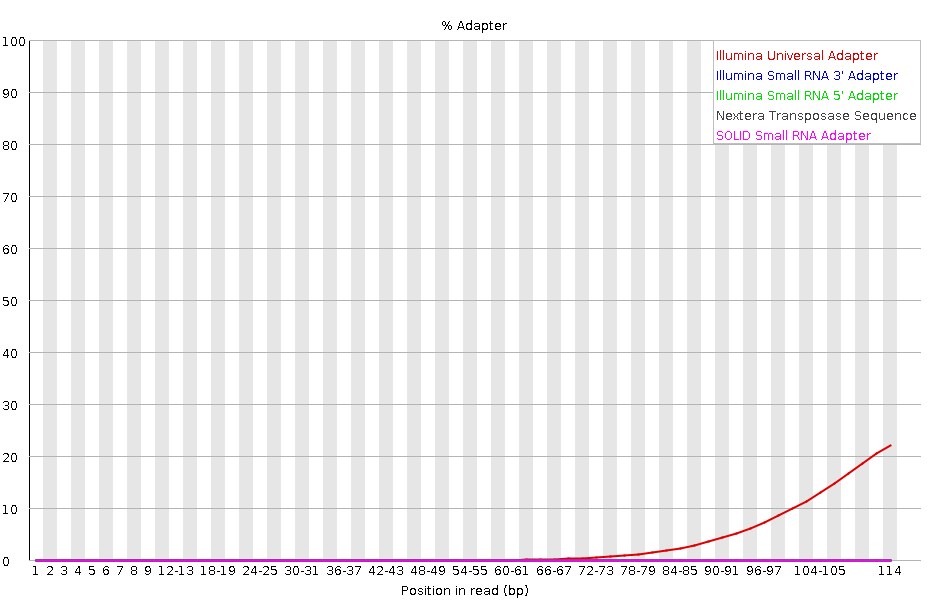 % Adapter
100
Illumina Universal Adapter
Illumina Small RNA 3' Adapter
90
Illumina Small RNA 5' Adapter
Nextera Transposase Sequence
SOLID Small RNA Adapter
80
70
60
50
40
30
20
10
0
1 2 3 4 5 6 7 8 9 12-13 18-19 24-25 30-31 36-37 42-43 48-49 54-55 60-61 66-67 72-73 78-79 84-85 90-91 96-97 104-105 114
Position in read (bp)